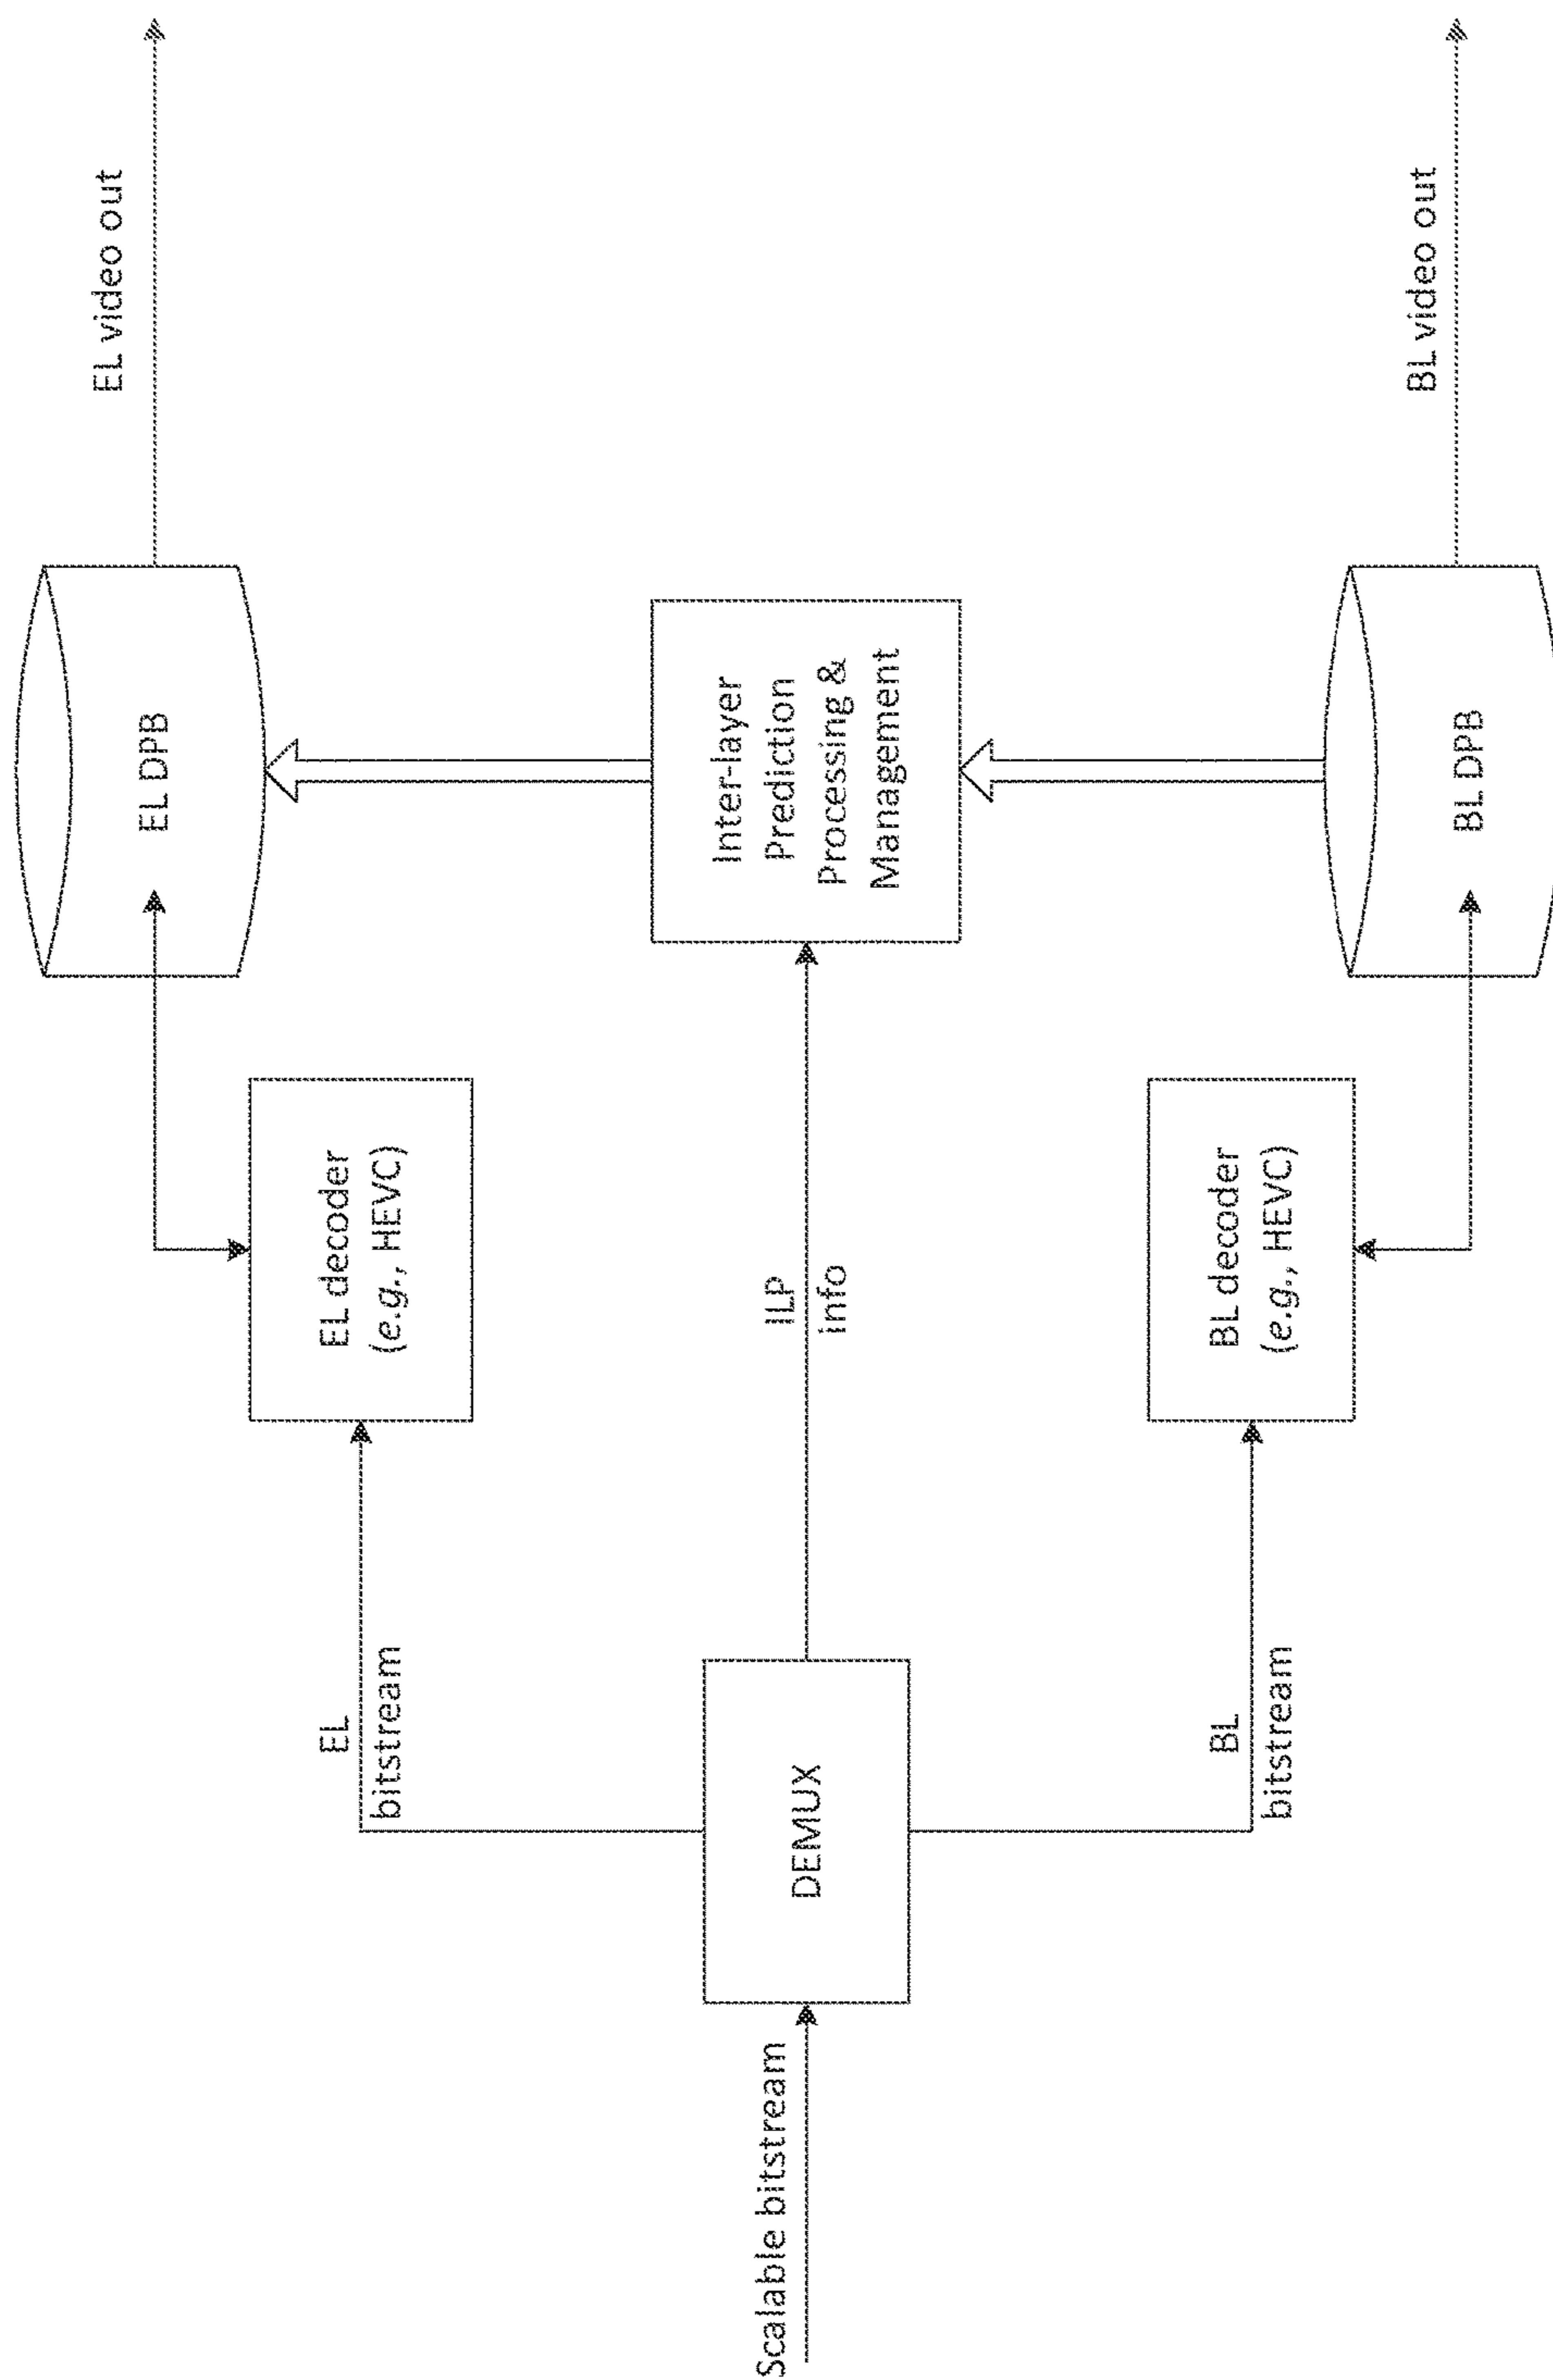 EL video out
EL DPB
Inter-layer
Prediction
Processing &
Management
BL DPB
BL video out
EL decoder
(e.g., HEVC)
ILP
info
BL decoder
(e.g., HEVC)
EL
bitstream
DEMUX
BL
bitstream
Scalable bitstream